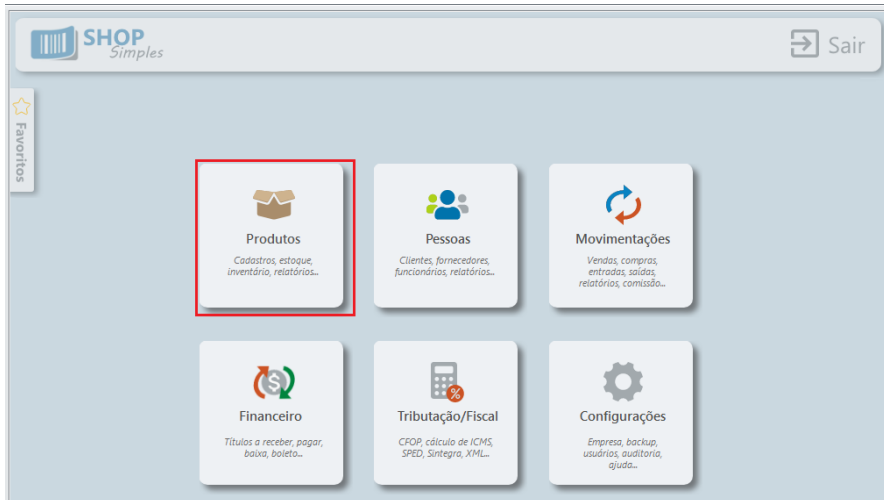 SHOP
Simples
Sair
Favoritos
Produtos
Cadastros, estoque,
inventário, relatórios...
Pessoas
Clientes, fornecedores,
funcionários, relatórios...
Movimentações
Vendas, compras,
entradas, saídas,
relatórios, comissão...
Financeiro
Títulos a receber, pagar,
baixa, boleto...
Tributação/Fiscal
CFOP, cálculo de ICMS,
SPED, Sintegra, XML...
Configurações
Empresa, backup,
usuários, auditoria,
ajuda...